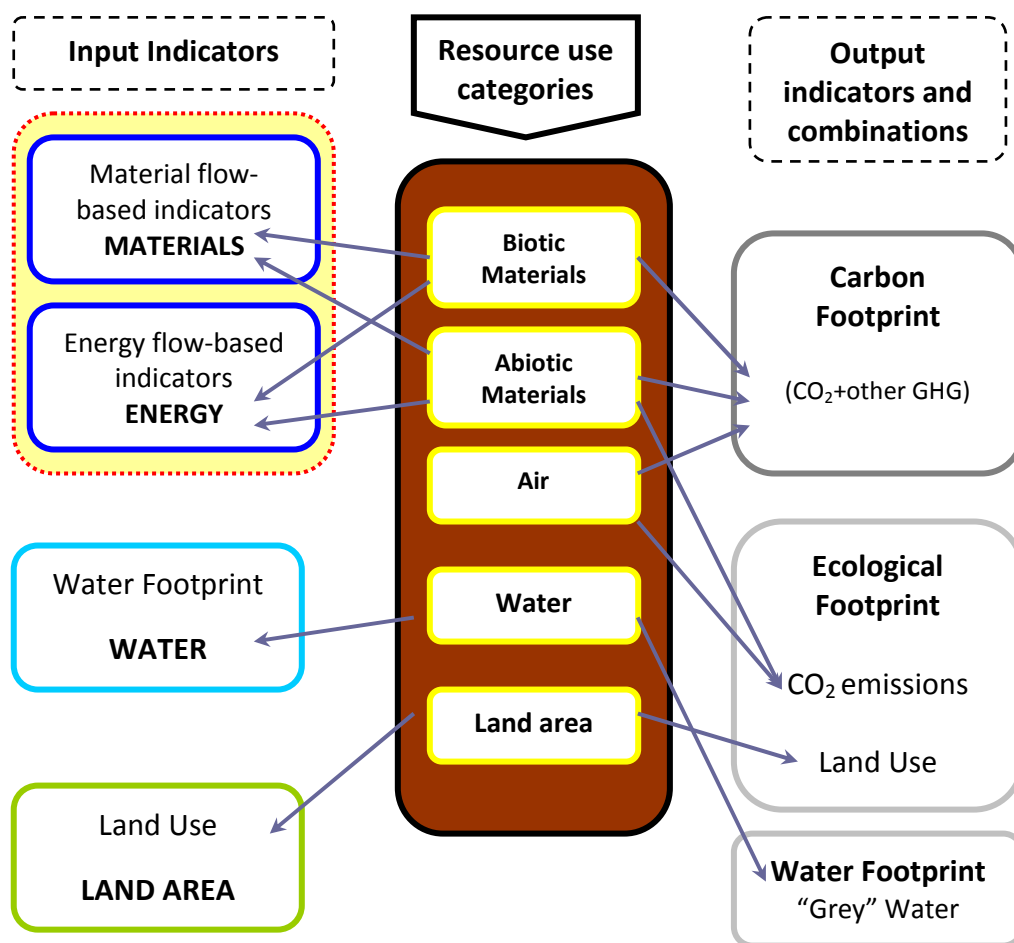 Input Indicators
Resource use
categories
Output
indicators and
combinations
Material flow-
based indicators
MATERIALS
Energy flow-based
indicators
ENERGY
Water Footprint
WATER
Land Use
LAND AREA
Biotic
Materials
Abiotic
Materials
Air
Water
Land area
Carbon
Footprint
(CO₂+other GHG)
Ecological
Footprint
CO₂ emissions
Land Use
Water Footprint
“Grey” Water